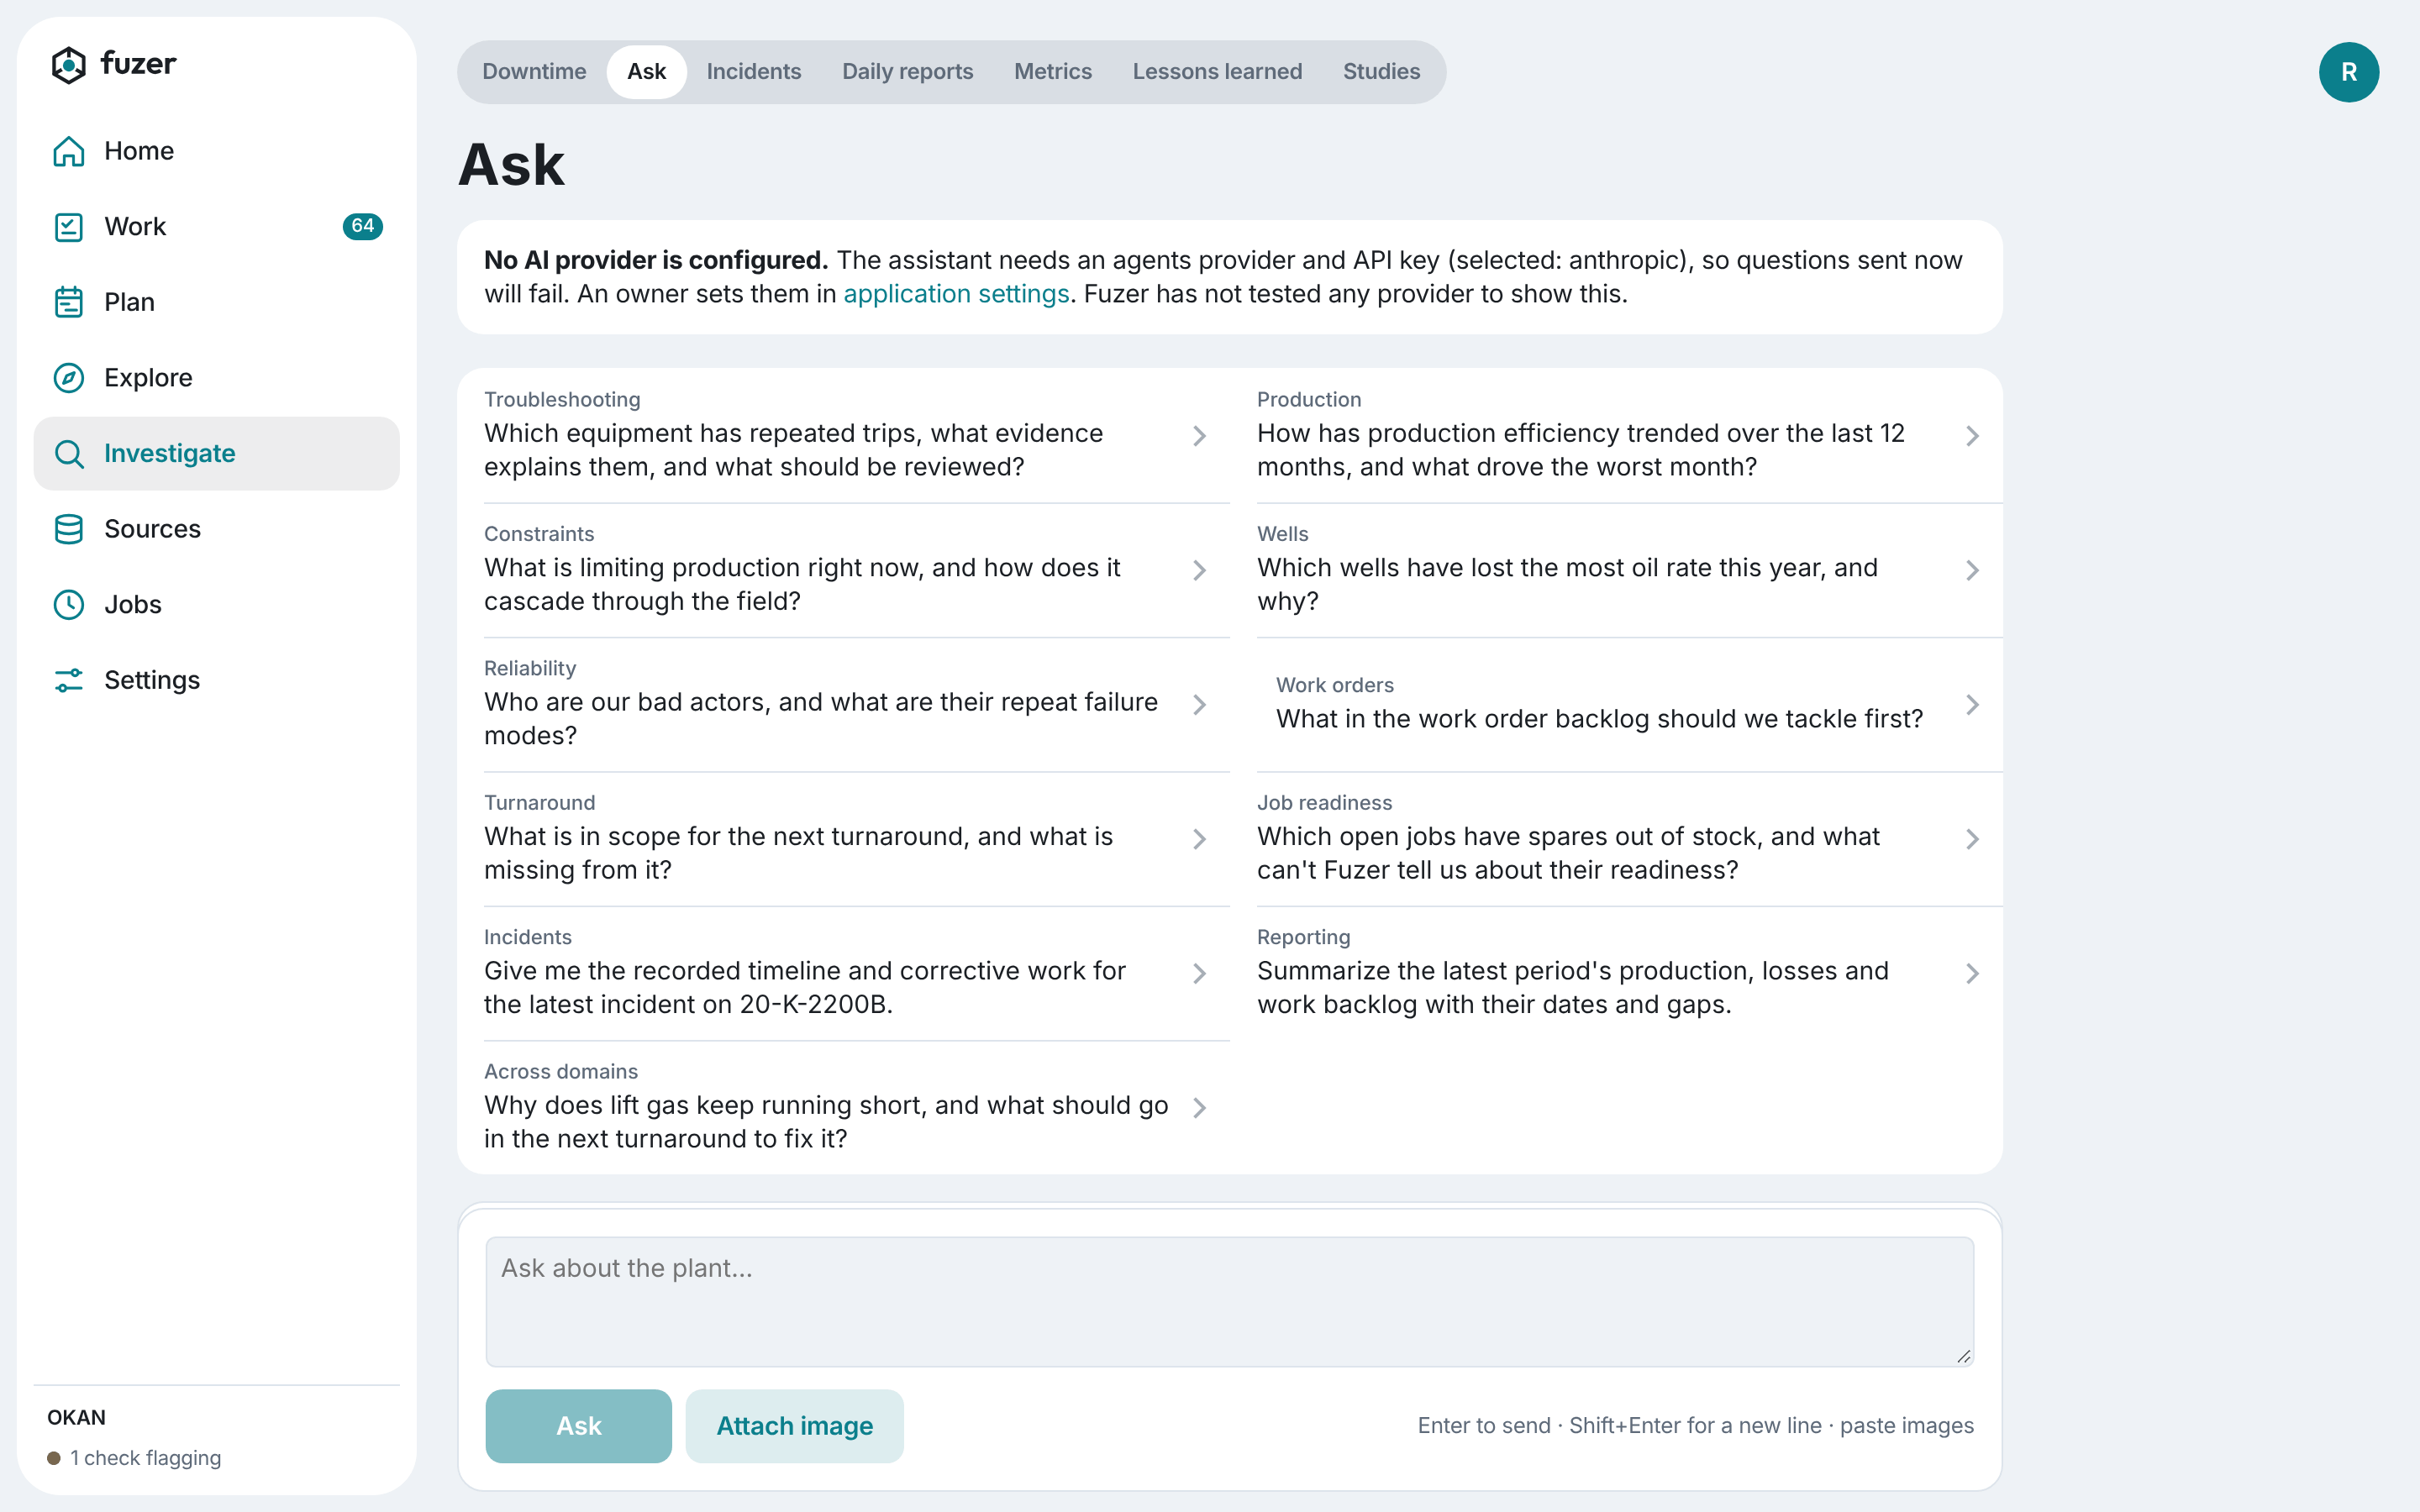 fuzer
Home
Work
64
Plan
Explore
Investigate
Sources
Jobs
Settings
OKAN
1 check flagging
Downtime
Ask
Incidents
Daily reports
Metrics
Lessons learned
Studies
R
Ask
No AI provider is configured. The assistant needs an agents provider and API key (selected: anthropic), so questions sent now
will fail. An owner sets them in application settings. Fuzer has not tested any provider to show this.
Troubleshooting
Which equipment has repeated trips, what evidence
explains them, and what should be reviewed?
Production
How has production efficiency trended over the last 12
months, and what drove the worst month?
Constraints
What is limiting production right now, and how does it
cascade through the field?
Wells
Which wells have lost the most oil rate this year, and
why?
Reliability
Who are our bad actors, and what are their repeat failure
modes?
Work orders
What in the work order backlog should we tackle first?
Turnaround
What is in scope for the next turnaround, and what is
missing from it?
Job readiness
Which open jobs have spares out of stock, and what
can't Fuzer tell us about their readiness?
Incidents
Give me the recorded timeline and corrective work for
the latest incident on 20-K-2200B.
Reporting
Summarize the latest period's production, losses and
work backlog with their dates and gaps.
Across domains
Why does lift gas keep running short, and what should go
in the next turnaround to fix it?
Ask about the plant...
Ask
Attach image
Enter to send · Shift+Enter for a new line · paste images